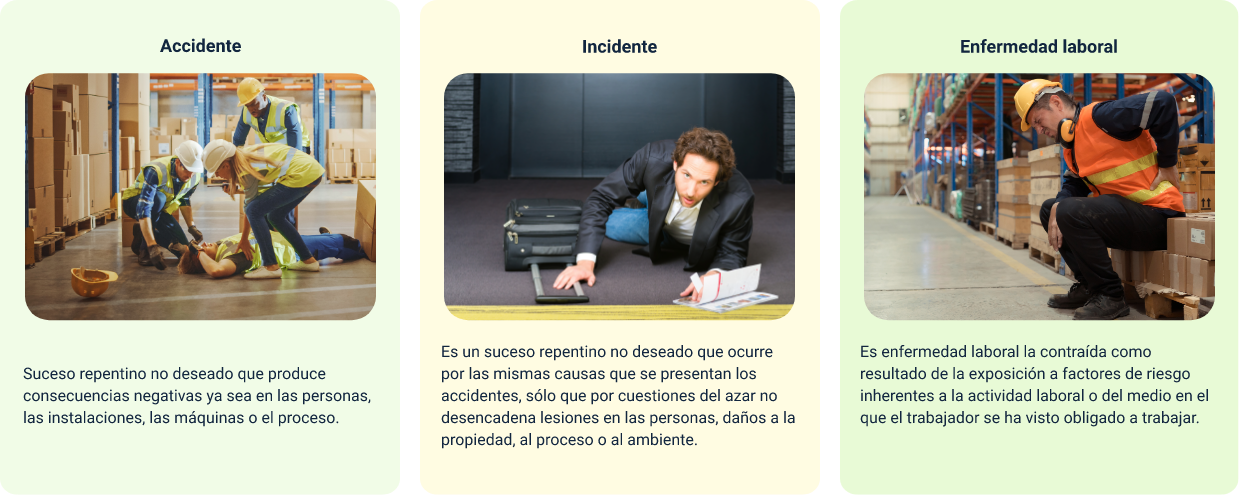 Accidente
Suceso repentino no deseado que produce
consecuencias negativas ya sea en las personas,
las instalaciones, las máquinas o el proceso.
Incidente
Es un suceso repentino no deseado que ocurre
por las mismas causas que se presentan los
accidentes, sólo que por cuestiones del azar no
desencadena lesiones en las personas, daños a la
propiedad, al proceso o al ambiente.
Enfermedad laboral
Es enfermedad laboral la contraída como
resultado de la exposición a factores de riesgo
inherentes a la actividad laboral o del medio en el
que el trabajador se ha visto obligado a trabajar.